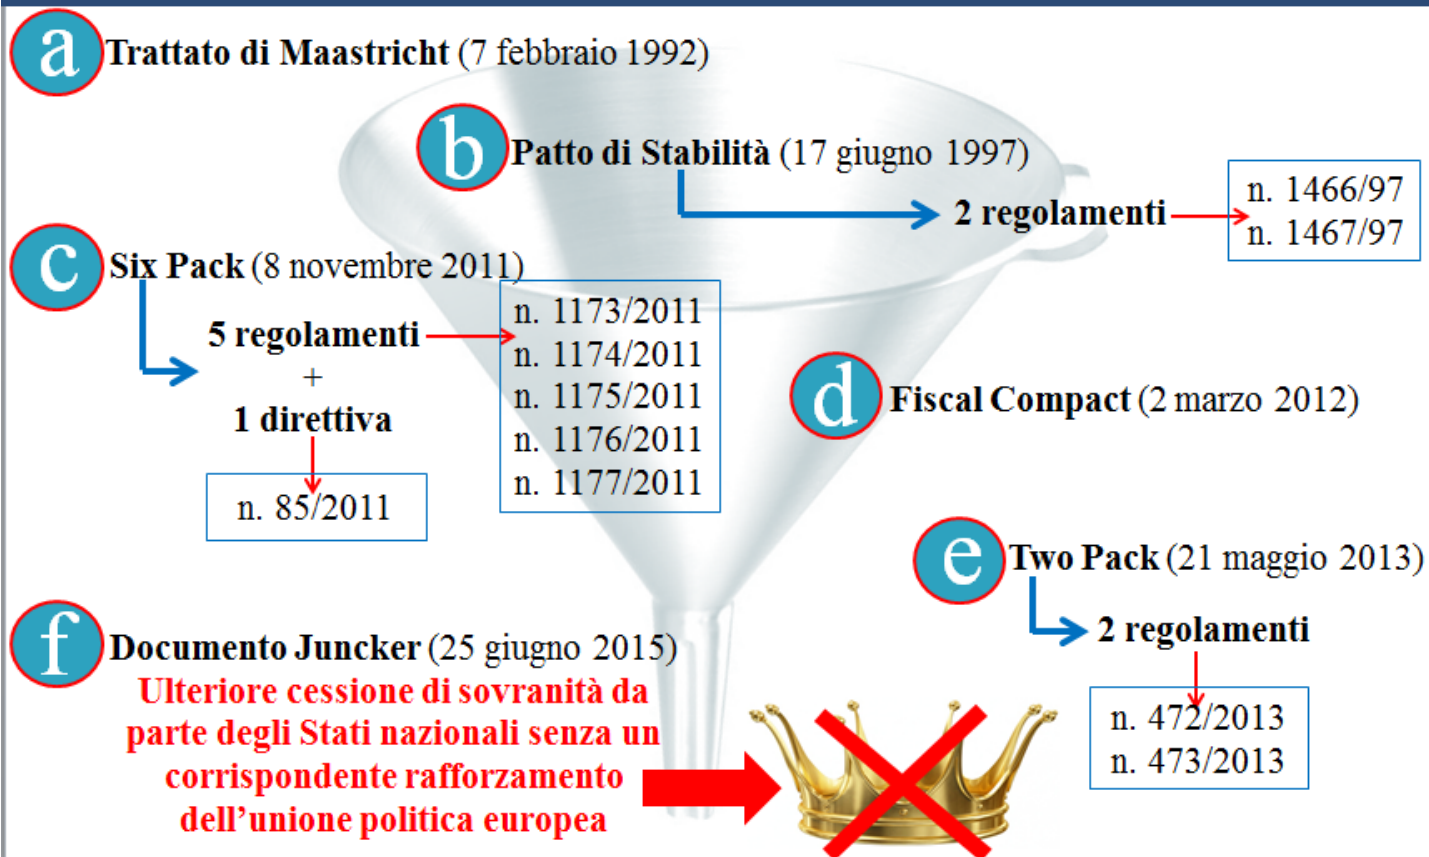 a Trattato di Maastricht (7 febbraio 1992)
b Patto di Stabilità (17 giugno 1997)
2 regolamenti
n. 1466/97
n. 1467/97
c Six Pack (8 novembre 2011)
5 regolamenti
+
1 direttiva
n. 85/2011
n. 1173/2011
n. 1174/2011
n. 1175/2011
n. 1176/2011
n. 1177/2011
d Fiscal Compact (2 marzo 2012)
e Two Pack (21 maggio 2013)
2 regolamenti
n. 472/2013
n. 473/2013
f Documento Juncker (25 giugno 2015)
Ulteriore cessione di sovranità da
parte degli Stati nazionali senza un
corrispondente rafforzamento
dell’unione politica europea